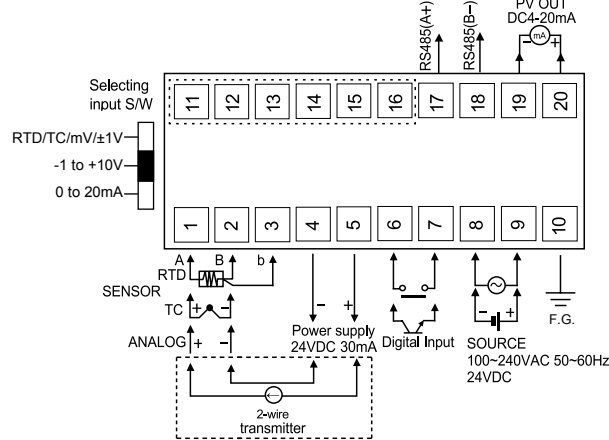 PV OUT
DC4-20mA
RS485(A+)
RS485(B-)
- mA +
Selecting
input S/W
11 12 13 14 15 16 17 18 19 20
RTD/TC/mV/±1V
-1 to +10V
0 to 20mA
1 2 3 4 5 6 7 8 9 10
A B b
RTD
SENSOR
TC + -
ANALOG + -
- +
Power supply
24VDC 30mA
Digital Input
- +
SOURCE
100~240VAC 50~60Hz
24VDC
F.G.
2-wire
transmitter